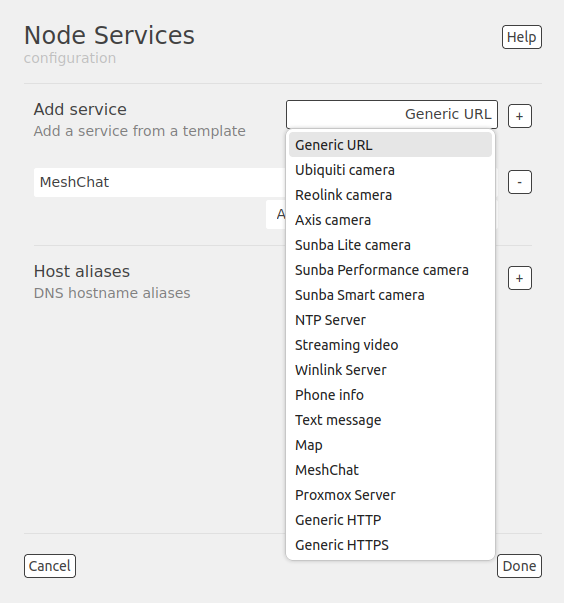 Node Services
Help
configuration
Add service
Generic URL
+
Add a service from a template
Generic URL
Ubiquiti camera
MeshChat
-
Reolink camera
A
Axis camera
Sunba Lite camera
Host aliases
Sunba Performance camera
+
DNS hostname aliases
Sunba Smart camera
NTP Server
Streaming video
Winlink Server
Phone info
Text message
Map
MeshChat
Proxmox Server
Generic HTTP
Generic HTTPS
Cancel
Done